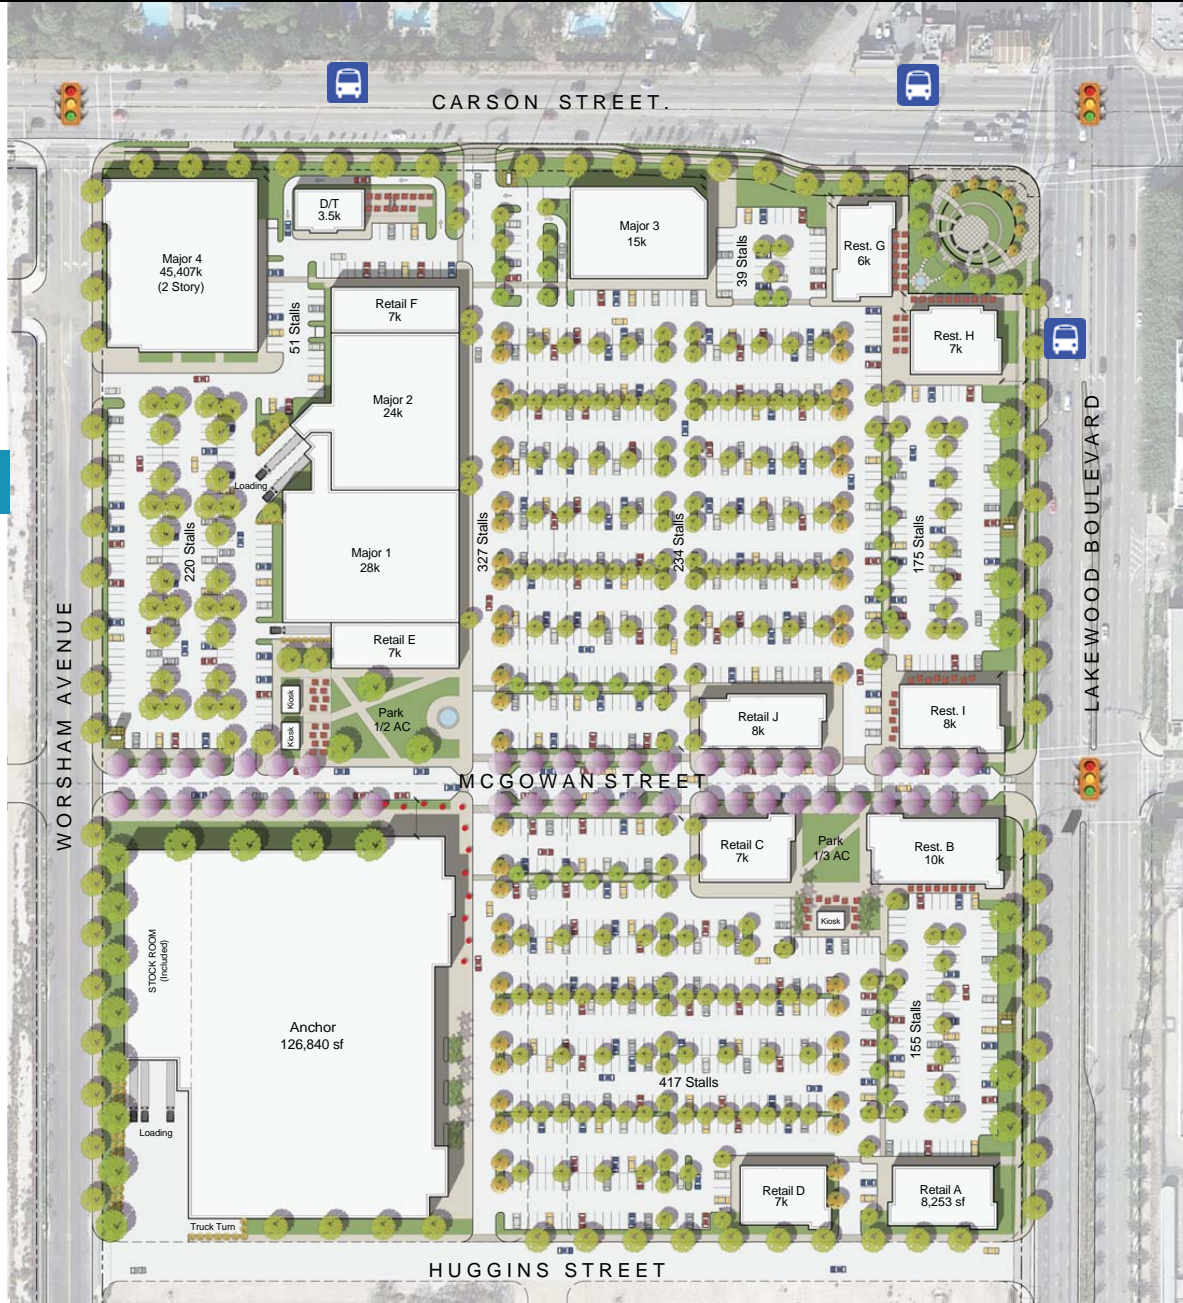 CARSON STREET.
D/T
3.5k
Major 3
15k
Major 4
45,407k
(2 Story)
39 Stalls
Rest. G
6k
Retail F
7k
51 Stalls
Rest. H
7k
Major 2
24k
LAKEWOOD BOULEVARD
Loading
220 Stalls
Major 1
28k
327 Stalls
234 Stalls
175 Stalls
WORSHAM AVENUE
Retail E
7k
Kiosk
Kiosk
Park
1/2 AC
Retail J
8k
Rest. I
8k
MCGOWAN STREET
Retail C
7k
Park
1/3 AC
Rest. B
10k
Kiosk
STOCK ROOM
(Included)
Anchor
126,840 sf
155 Stalls
417 Stalls
Loading
Retail D
7k
Retail A
8,253 sf
Truck Turn
HUGGINS STREET